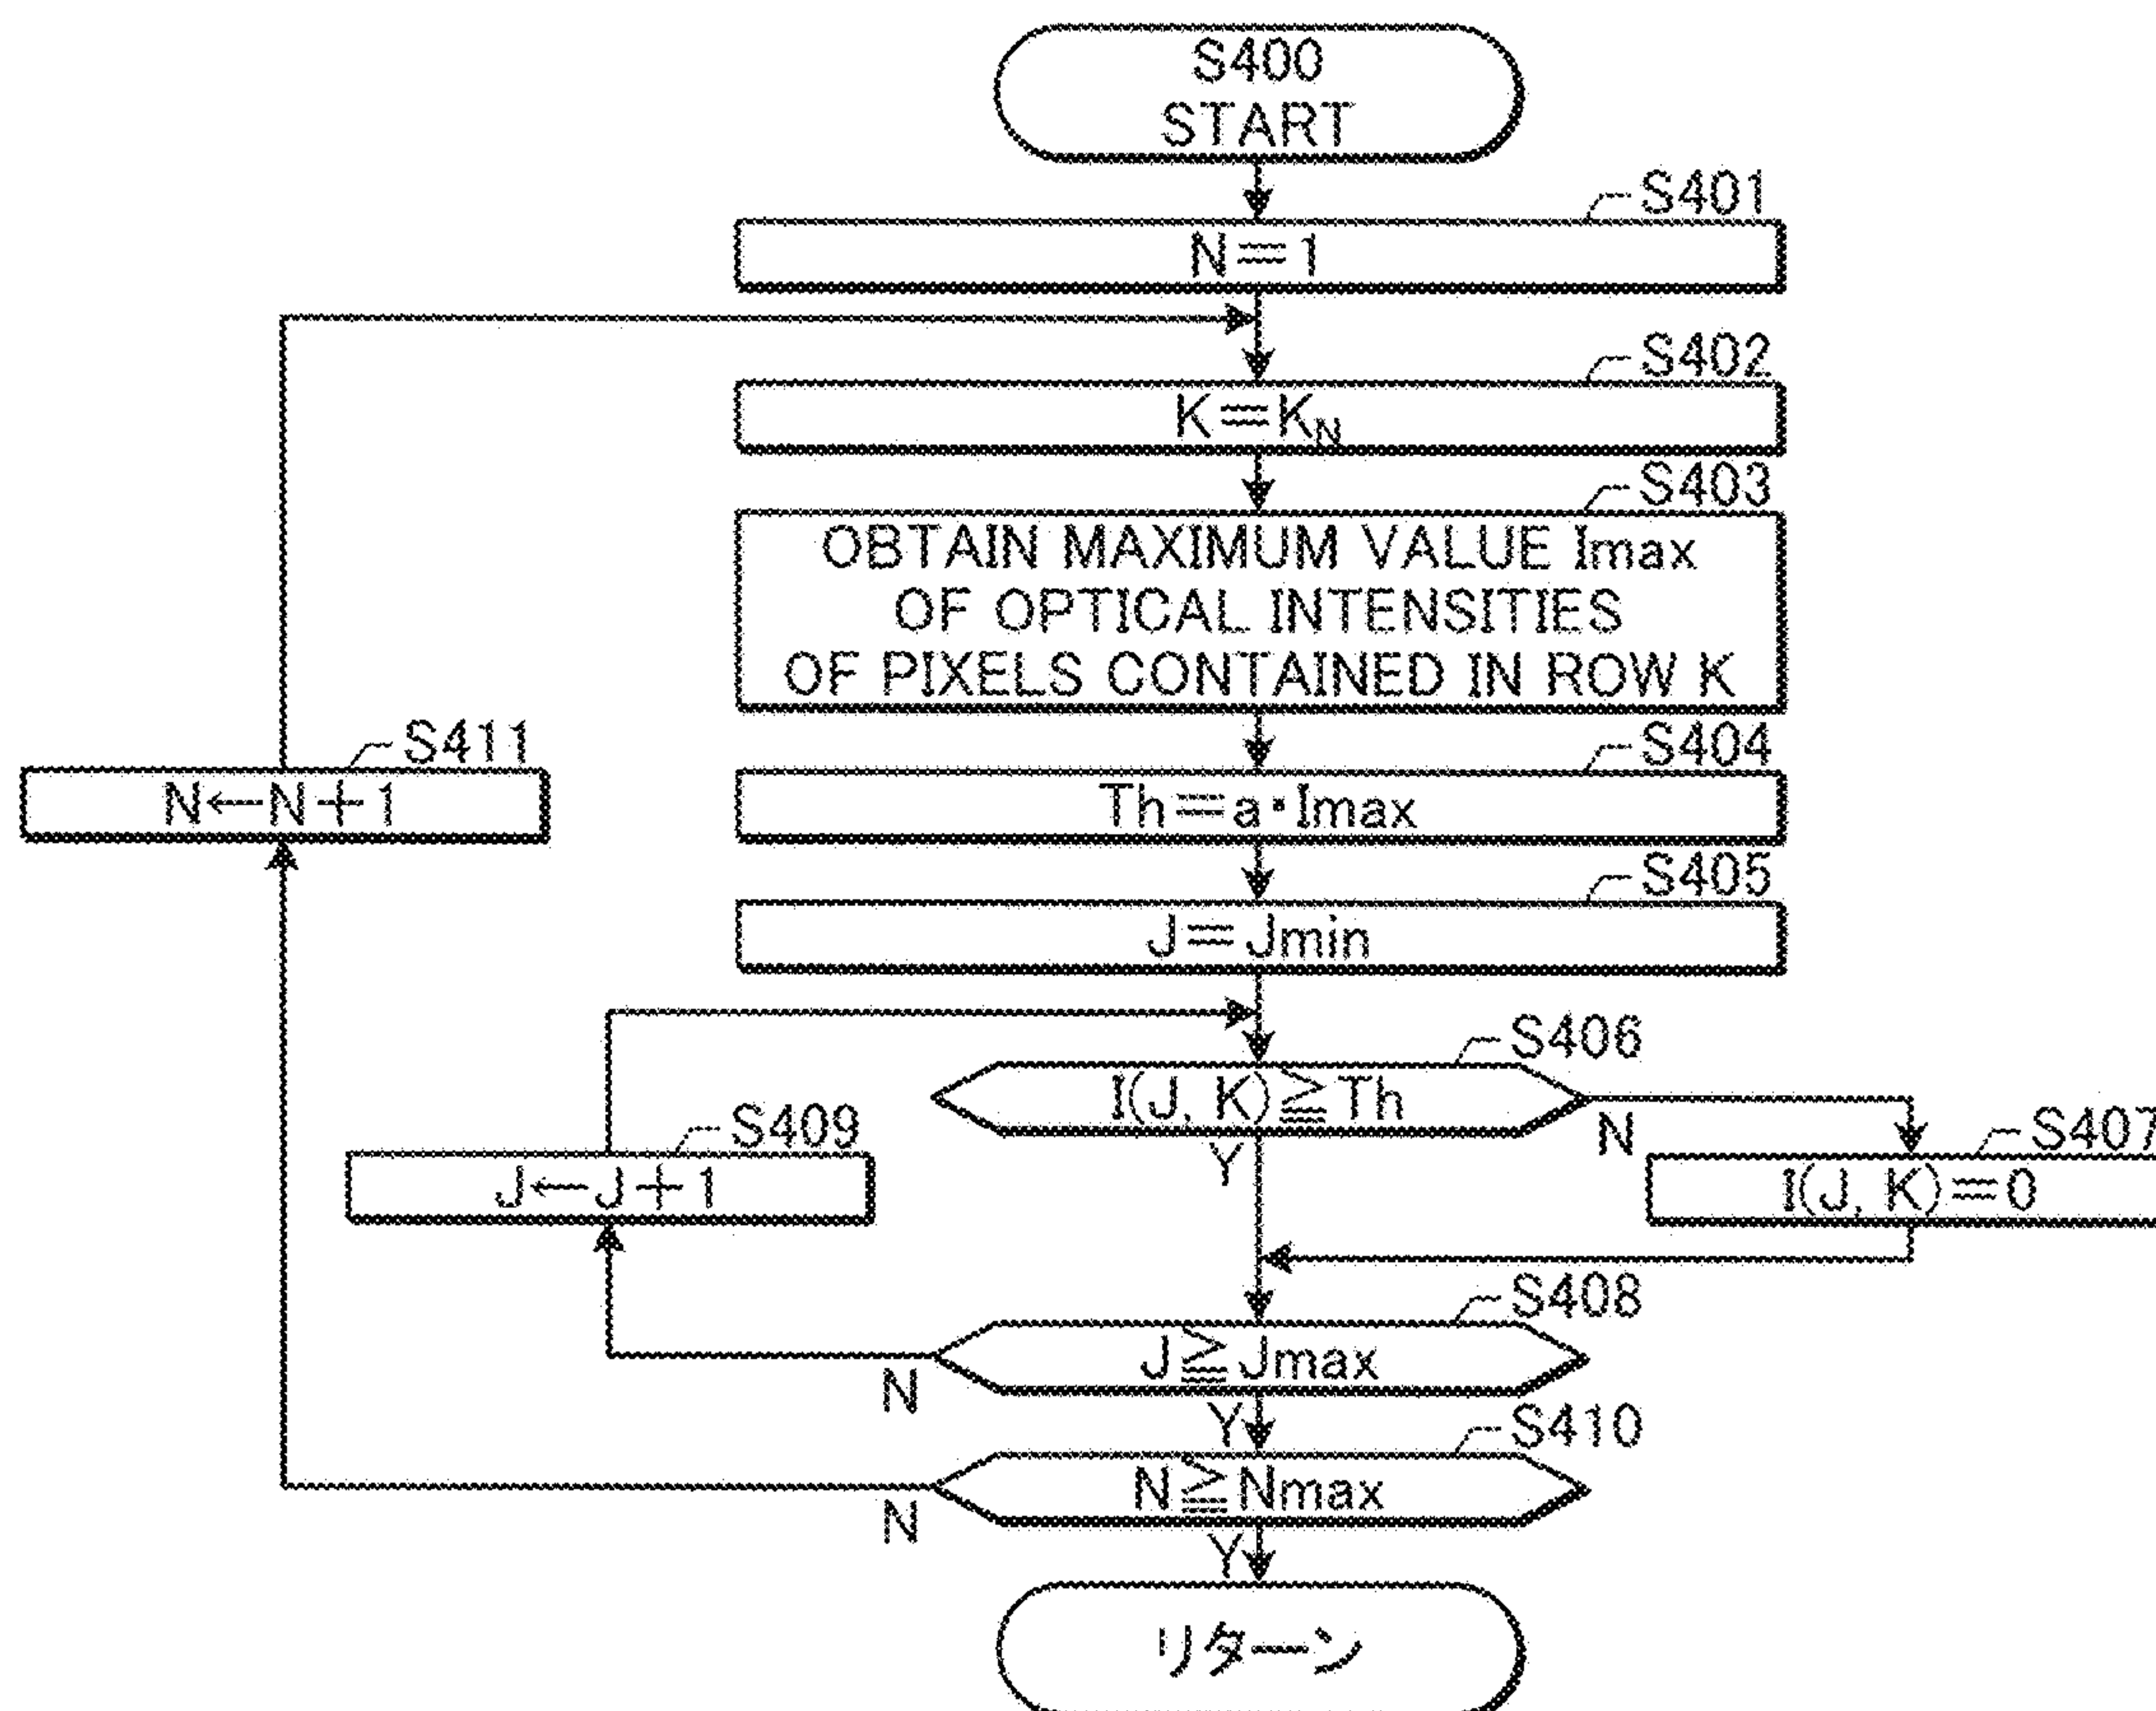 S400
START
S401
N=1
S402
K=K_N
S403
OBTAIN MAXIMUM VALUE Imax
OF OPTICAL INTENSITIES
OF PIXELS CONTAINED IN ROW K
S411
N←N+1
S404
Th=a・Imax
S405
J=Jmin
S406
I(J, K)≧Th
N
Y
S409
J←J+1
S407
I(J, K)=0
S408
J≧Jmax
N
Y
S410
N≧Nmax
N
Y
リターン